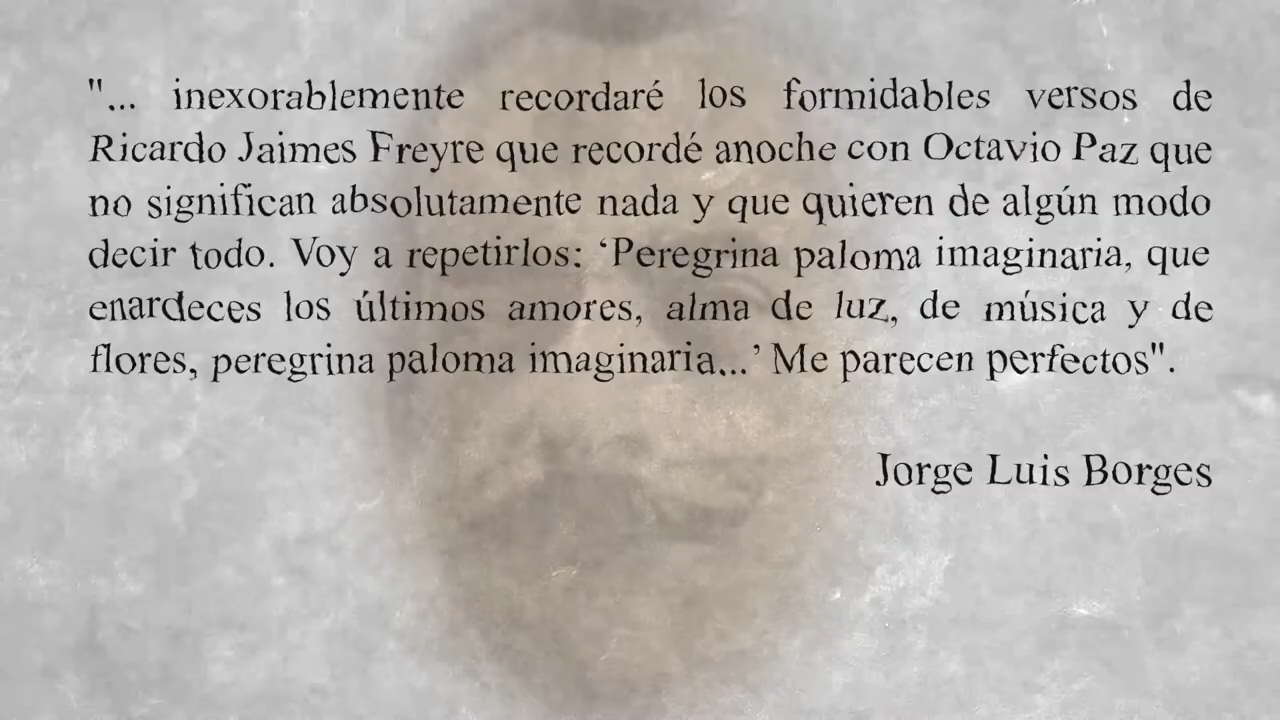 "... inexorablemente recordaré los formidables versos de
Ricardo Jaimes Freyre que recordé anoche con Octavio Paz que
no significan absolutamente nada y que quieren de algún modo
decir todo. Voy a repetirlos: ‘Peregrina paloma imaginaria, que
enardeces los últimos amores, alma de luz, de música y de
flores, peregrina paloma imaginaria...’ Me parecen perfectos".
Jorge Luis Borges